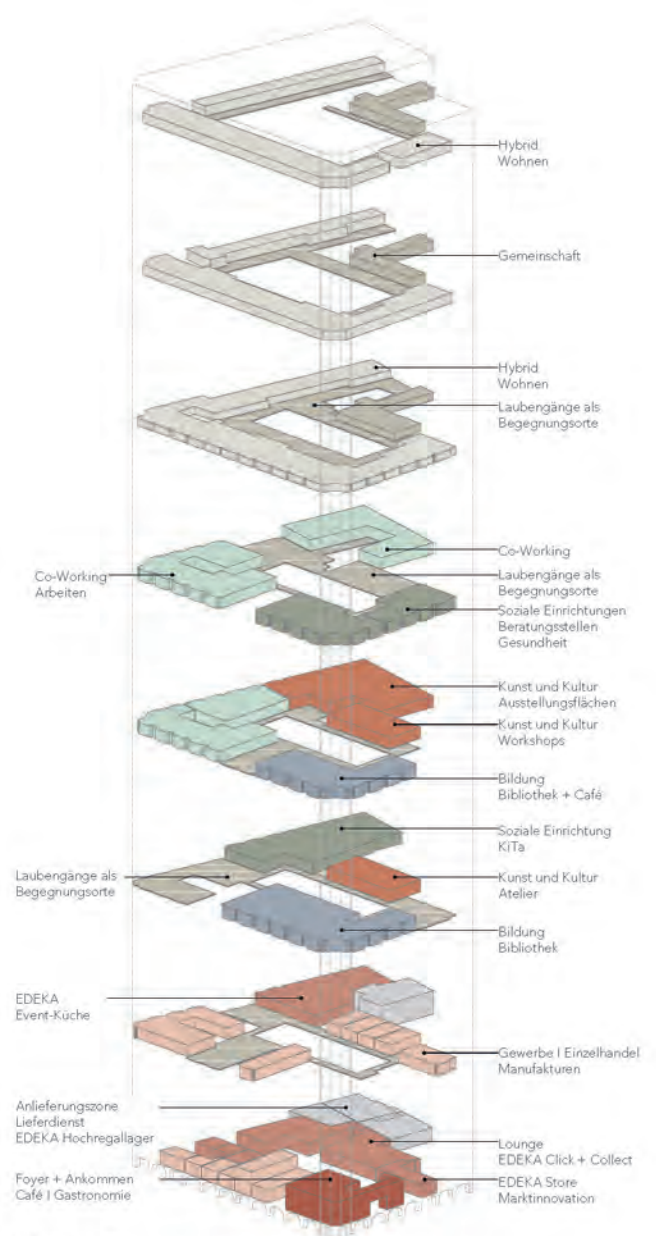 Hybrid
Wohnen
Gemeinschaft
Hybrid
Wohnen
Laubengänge als
Begegnungsorte
Co-Working
Co-Working
Arbeiten
Laubengänge als
Begegnungsorte
Soziale Einrichtungen
Beratungsstellen
Gesundheit
Kunst und Kultur
Ausstellungsflächen
Kunst und Kultur
Workshops
Bildung
Bibliothek + Café
Soziale Einrichtung
KiTa
Laubengänge als
Begegnungsorte
Kunst und Kultur
Atelier
Bildung
Bibliothek
EDEKA
Event-Küche
Gewerbe I Einzelhandel
Manufakturen
Anlieferungszone
Lieferdienst
EDEKA Hochregallager
Lounge
EDEKA Click + Collect
Foyer + Ankommen
Café I Gastronomie
EDEKA Store
Marktinnovation